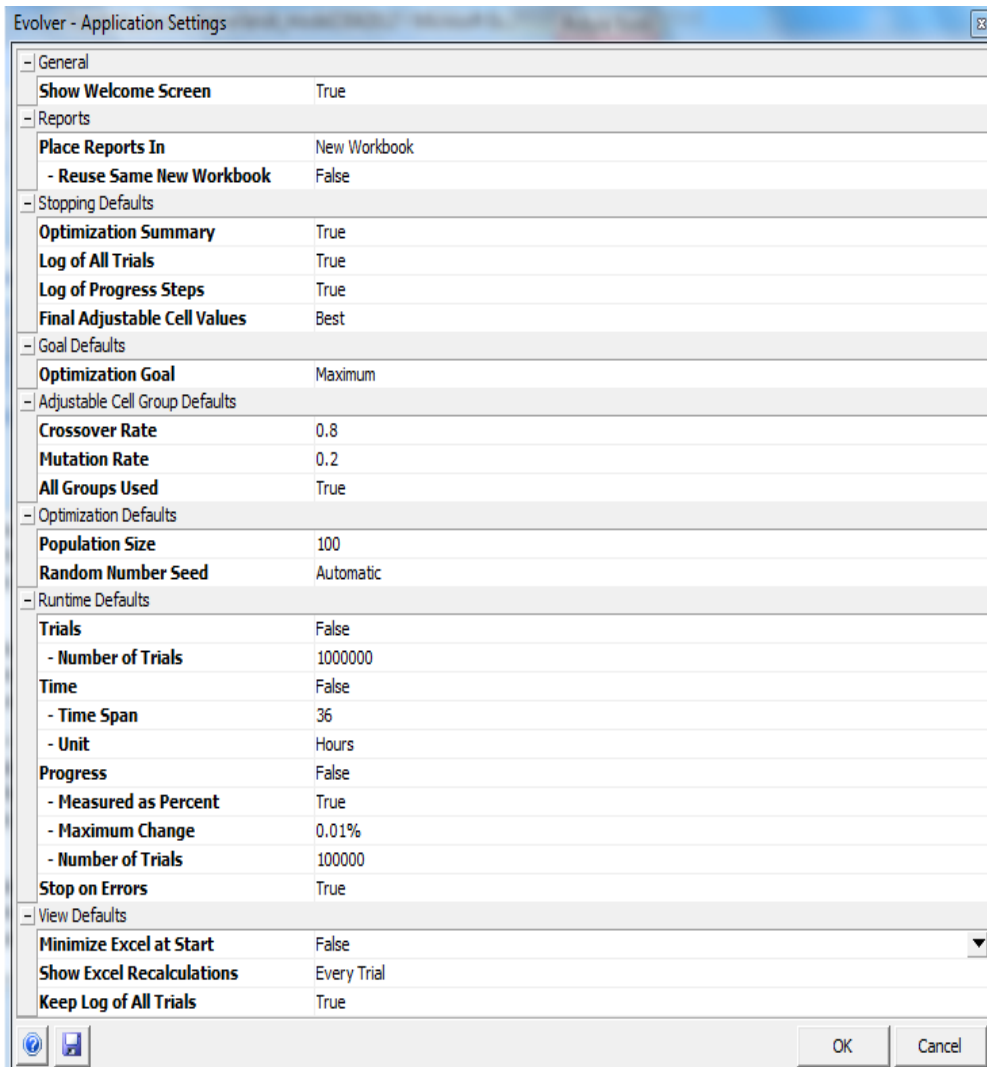 Evolver - Application Settings
General
Show Welcome Screen True
Reports
Place Reports In New Workbook
- Reuse Same New Workbook False
Stopping Defaults
Optimization Summary True
Log of All Trials True
Log of Progress Steps True
Final Adjustable Cell Values Best
Goal Defaults
Optimization Goal Maximum
Adjustable Cell Group Defaults
Crossover Rate 0.8
Mutation Rate 0.2
All Groups Used True
Optimization Defaults
Population Size 100
Random Number Seed Automatic
Runtime Defaults
Trials False
- Number of Trials 1000000
Time False
- Time Span 36
- Unit Hours
Progress False
- Measured as Percent True
- Maximum Change 0.01%
- Number of Trials 100000
Stop on Errors True
View Defaults
Minimize Excel at Start False
Show Excel Recalculations Every Trial
Keep Log of All Trials True
OK Cancel